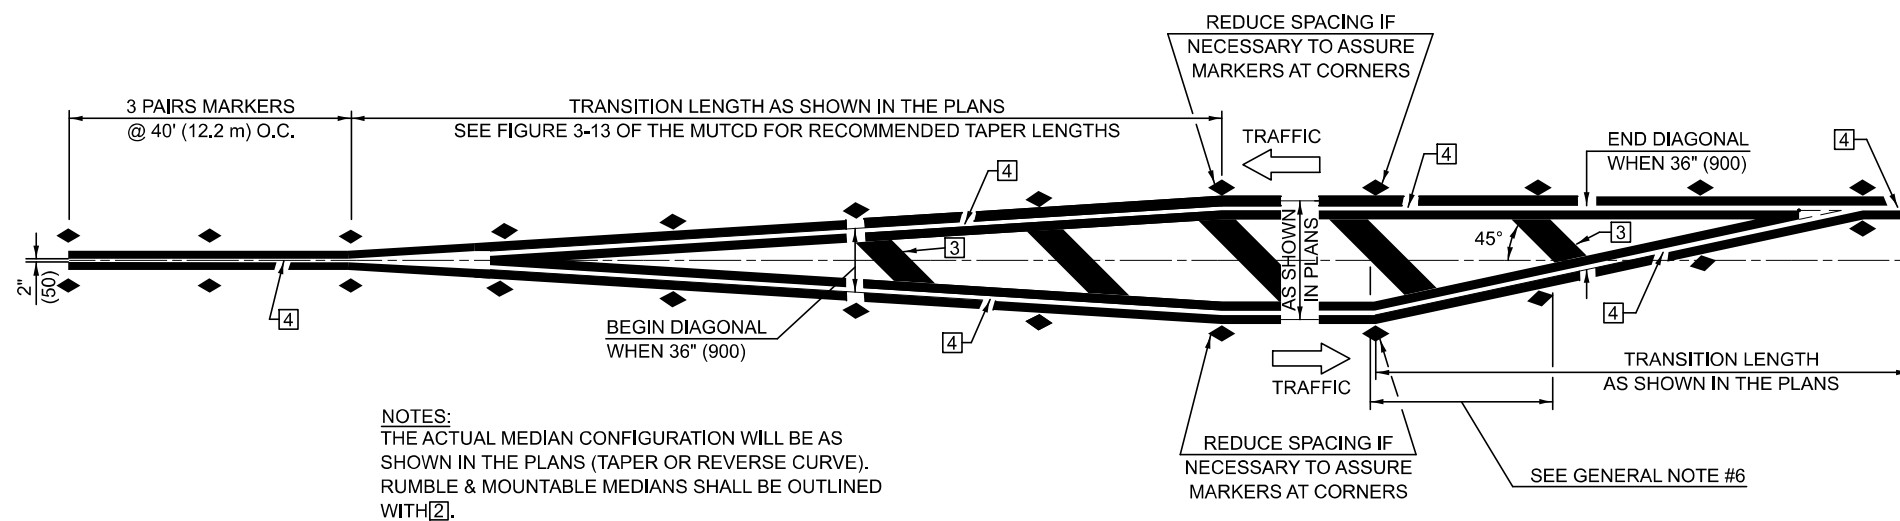 REDUCE SPACING IF
NECESSARY TO ASSURE
MARKERS AT CORNERS
3 PAIRS MARKERS
@ 40' (12.2 m) O.C.
TRANSITION LENGTH AS SHOWN IN THE PLANS
SEE FIGURE 3-13 OF THE MUTCD FOR RECOMMENDED TAPER LENGTHS
TRAFFIC
4
4
END DIAGONAL
WHEN 36" (900)
4
3
AS SHOWN
IN PLANS
45°
3
2"
(50)
4
BEGIN DIAGONAL
WHEN 36" (900)
4
4
TRAFFIC
TRANSITION LENGTH
AS SHOWN IN THE PLANS
NOTES:
THE ACTUAL MEDIAN CONFIGURATION WILL BE AS
SHOWN IN THE PLANS (TAPER OR REVERSE CURVE).
RUMBLE & MOUNTABLE MEDIANS SHALL BE OUTLINED
WITH 2.
REDUCE SPACING IF
NECESSARY TO ASSURE
MARKERS AT CORNERS
SEE GENERAL NOTE #6